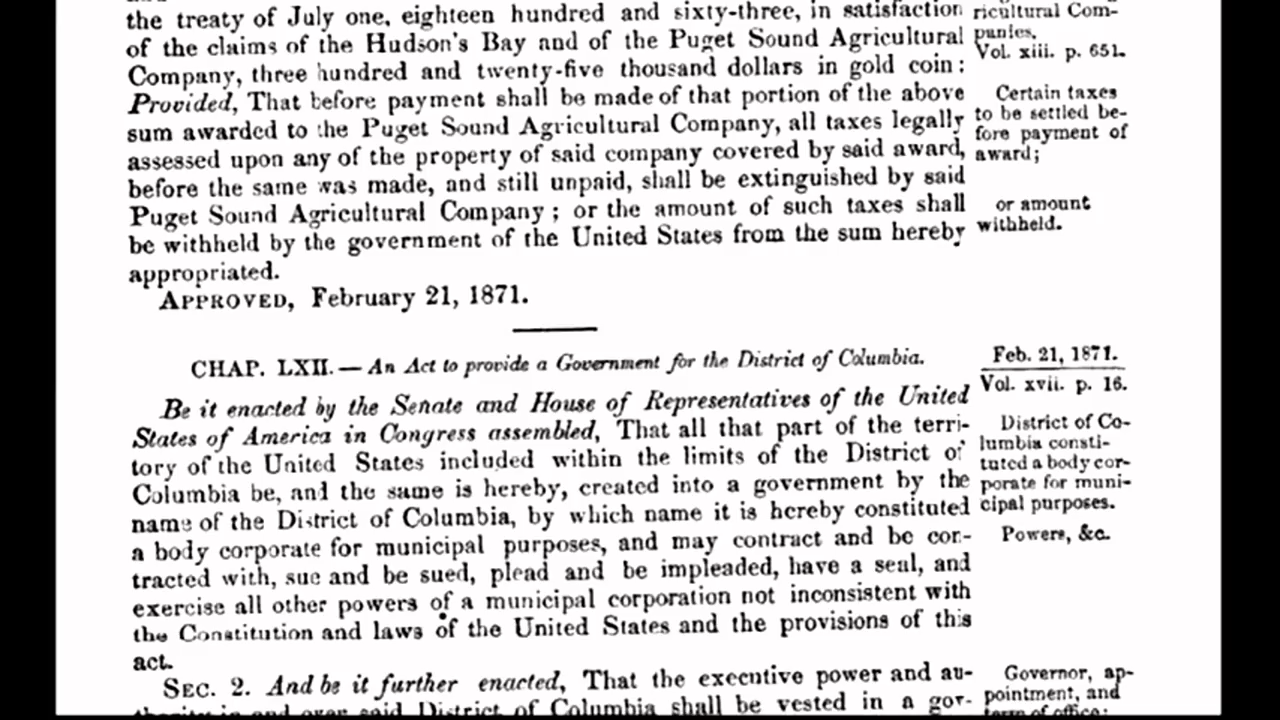 the treaty of July one, eighteen hundred and sixty-three, in satisfaction
of the claims of the Hudson's Bay and of the Puget Sound Agricultural
Company, three hundred and twenty-five thousand dollars in gold coin:
Provided, That before payment shall be made of that portion of the above
sum awarded to the Puget Sound Agricultural Company, all taxes legally
assessed upon any of the property of said company covered by said award,
before the same was made, and still unpaid, shall be extinguished by said
Puget Sound Agricultural Company; or the amount of such taxes shall
be withheld by the government of the United States from the sum hereby
appropriated.
APPROVED, February 21, 1871.
ricultural Com-
panies.
Vol. xiii. p. 651.
Certain taxes
to be settled be-
fore payment of
award;
or amount
withheld.
CHAP. LXII. — An Act to provide a Government for the District of Columbia.
Be it enacted by the Senate and House of Representatives of the United
States of America in Congress assembled, That all that part of the terri-
tory of the United States included within the limits of the District of
Columbia be, and the same is hereby, created into a government by the
name of the District of Columbia, by which name it is hereby constituted
a body corporate for municipal purposes, and may contract and be con-
tracted with, sue and be sued, plead and be impleaded, have a seal, and
exercise all other powers of a municipal corporation not inconsistent with
the Constitution and laws of the United States and the provisions of this
act.
Feb. 21, 1871.
Vol. xvii. p. 16.
District of Co-
lumbia consti-
tuted a body cor-
porate for muni-
cipal purposes.
Powers, &c.
SEC. 2. And be it further enacted, That the executive power and au-
thority in and over said District of Columbia shall be vested in a gov-
Governor, ap-
pointment, and
term of office;